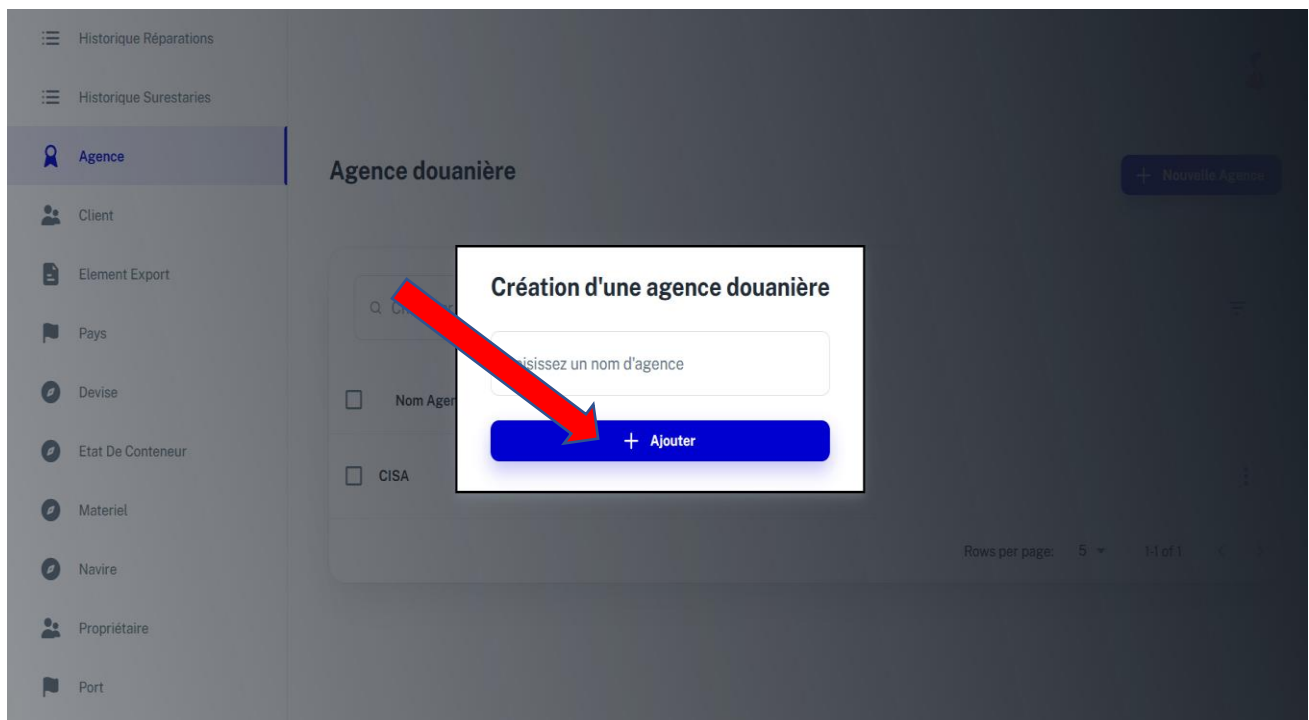 Historique Réparations
Historique Surestaries
Agence
Client
Element Export
Pays
Devise
Etat De Conteneur
Materiel
Navire
Propriétaire
Port
Agence douanière
+ Nouvelle Agence
Nom
CISA
Rows per page: 5 1-1 of 1
Création d'une agence douanière
un nom d'agence
+ Ajouter